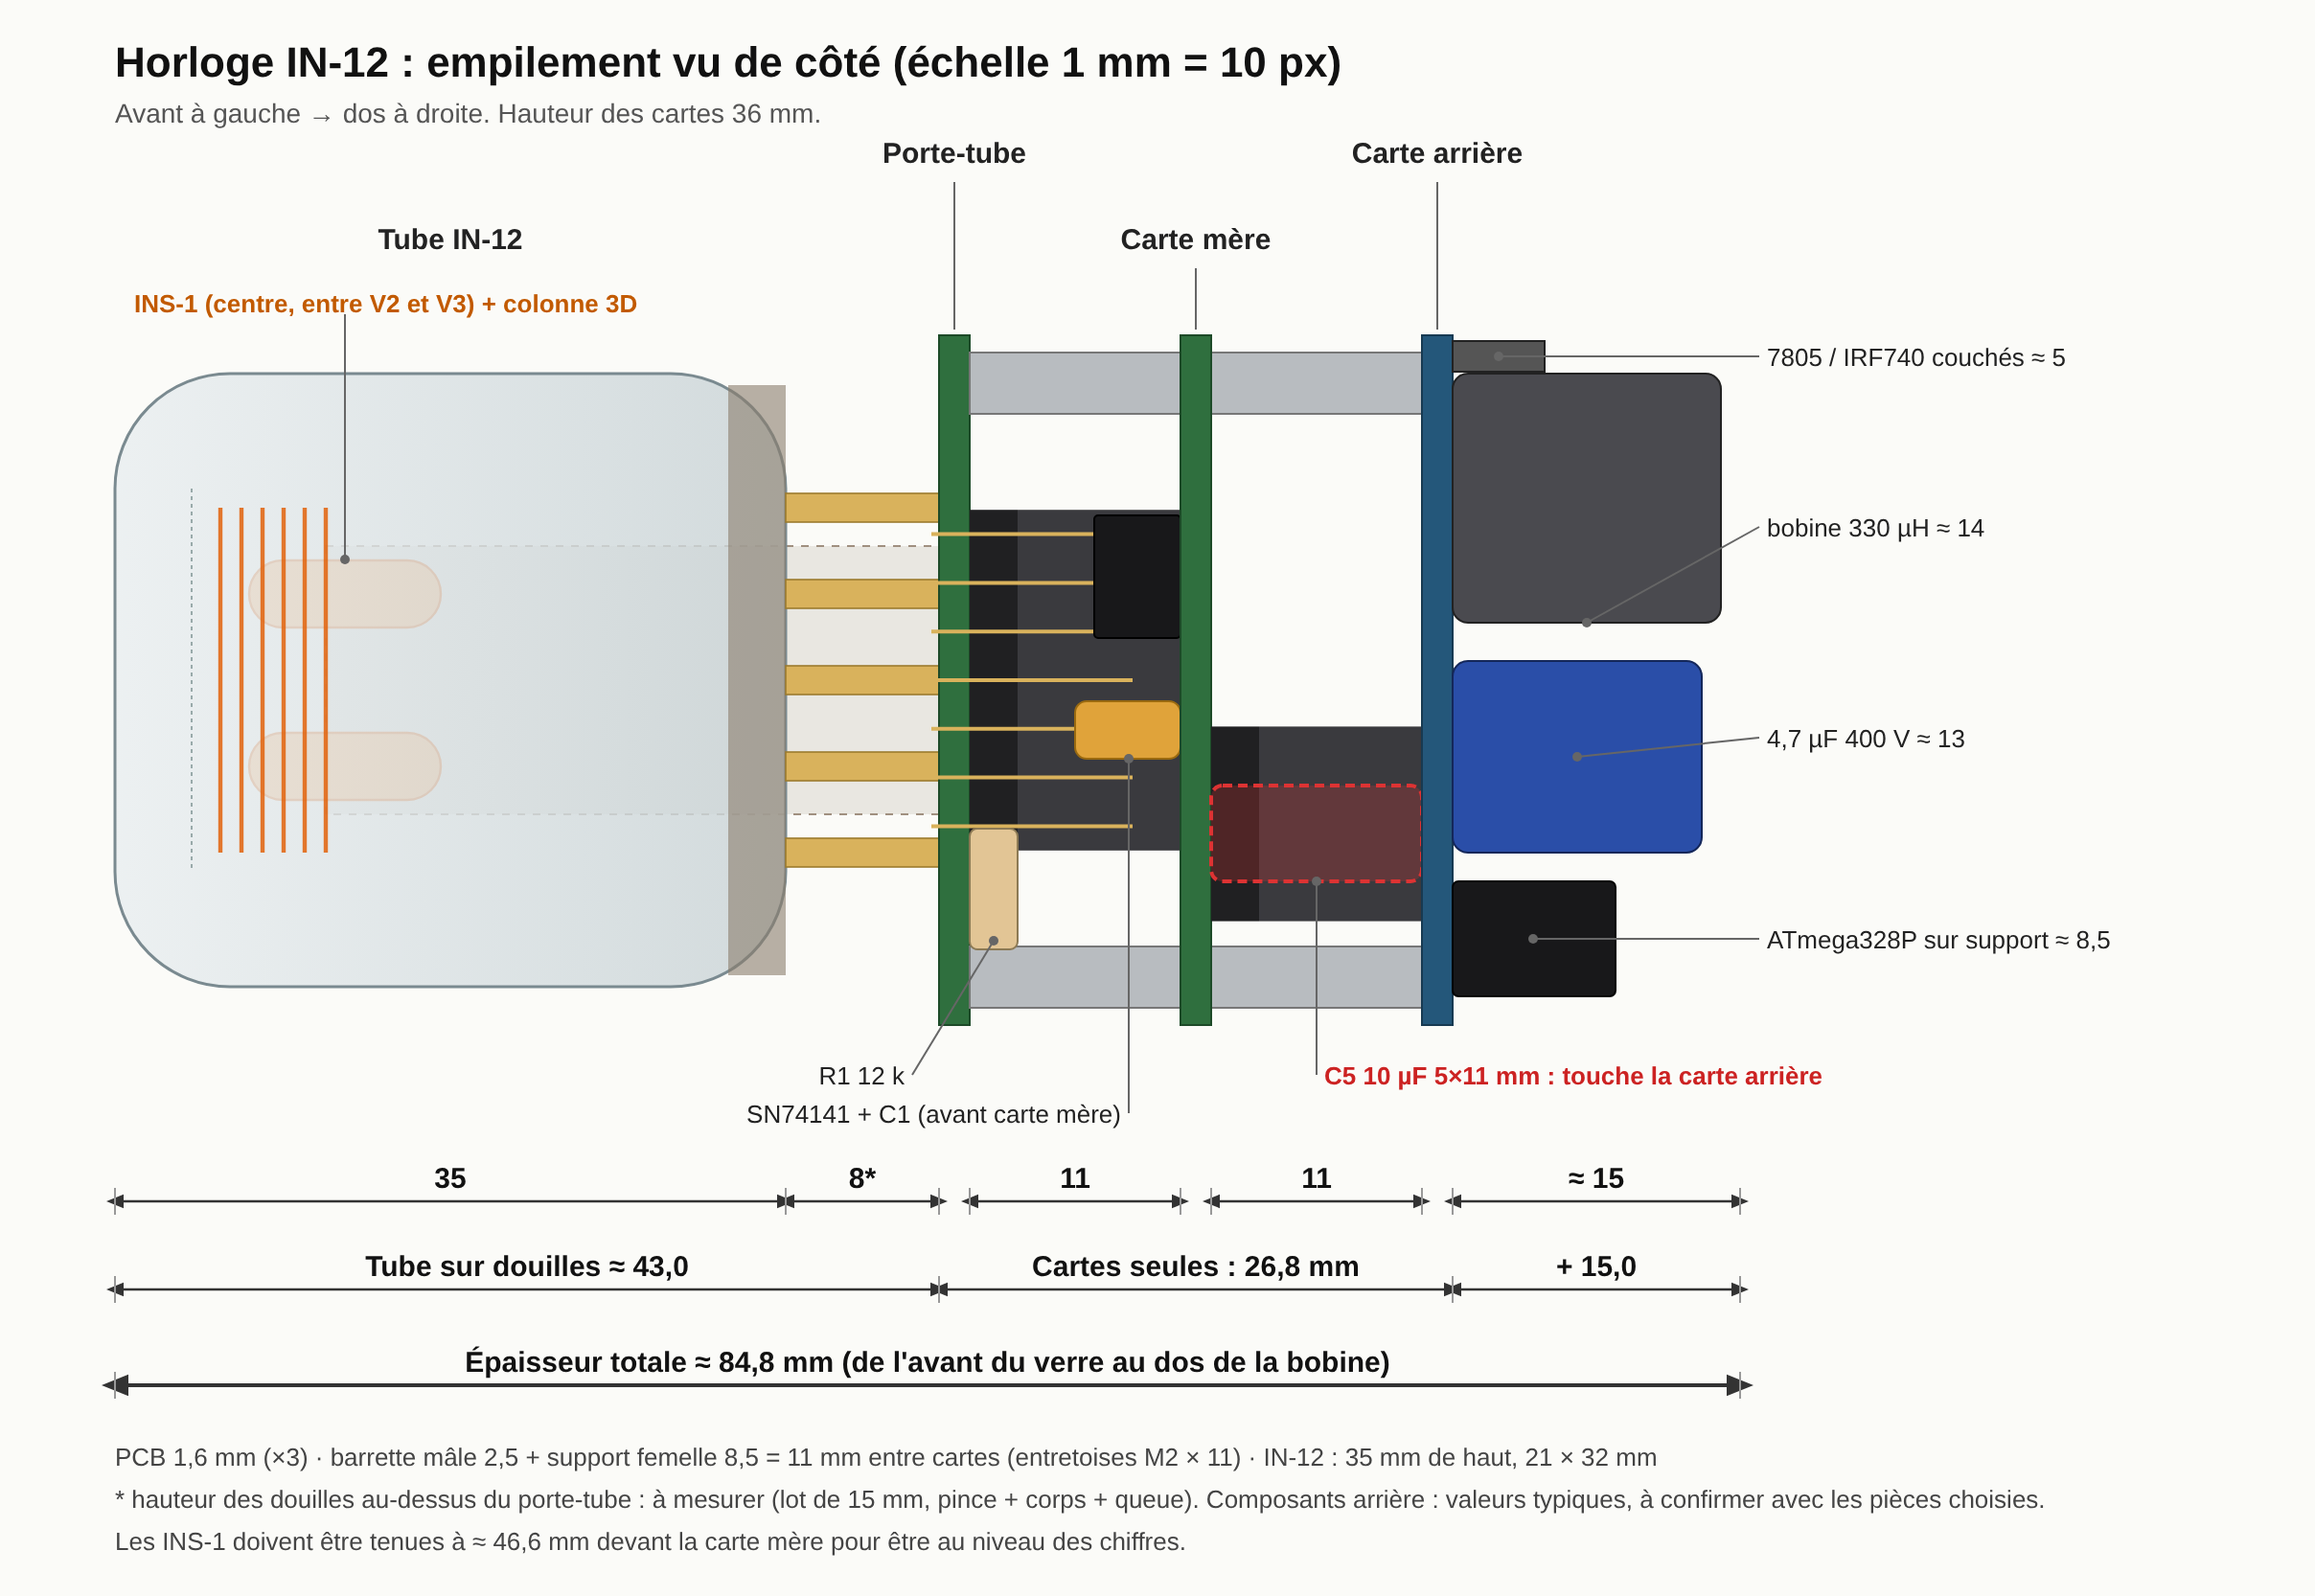 Horloge IN-12 : empilement vu de côté (échelle 1 mm = 10 px)
Avant à gauche → dos à droite. Hauteur des cartes 36 mm.
Porte-tube
Carte arrière
Tube IN-12
Carte mère
INS-1 (centre, entre V2 et V3) + colonne 3D
7805 / IRF740 couchés ≈ 5
bobine 330 µH ≈ 14
4,7 µF 400 V ≈ 13
ATmega328P sur support ≈ 8,5
R1 12 k
C5 10 µF 5×11 mm : touche la carte arrière
SN74141 + C1 (avant carte mère)
35
8*
11
11
≈ 15
Tube sur douilles ≈ 43,0
Cartes seules : 26,8 mm
+ 15,0
Épaisseur totale ≈ 84,8 mm (de l'avant du verre au dos de la bobine)
PCB 1,6 mm (×3) · barrette mâle 2,5 + support femelle 8,5 = 11 mm entre cartes (entretoises M2 × 11) · IN-12 : 35 mm de haut, 21 × 32 mm
* hauteur des douilles au-dessus du porte-tube : à mesurer (lot de 15 mm, pince + corps + queue). Composants arrière : valeurs typiques, à confirmer avec les pièces choisies.
Les INS-1 doivent être tenues à ≈ 46,6 mm devant la carte mère pour être au niveau des chiffres.